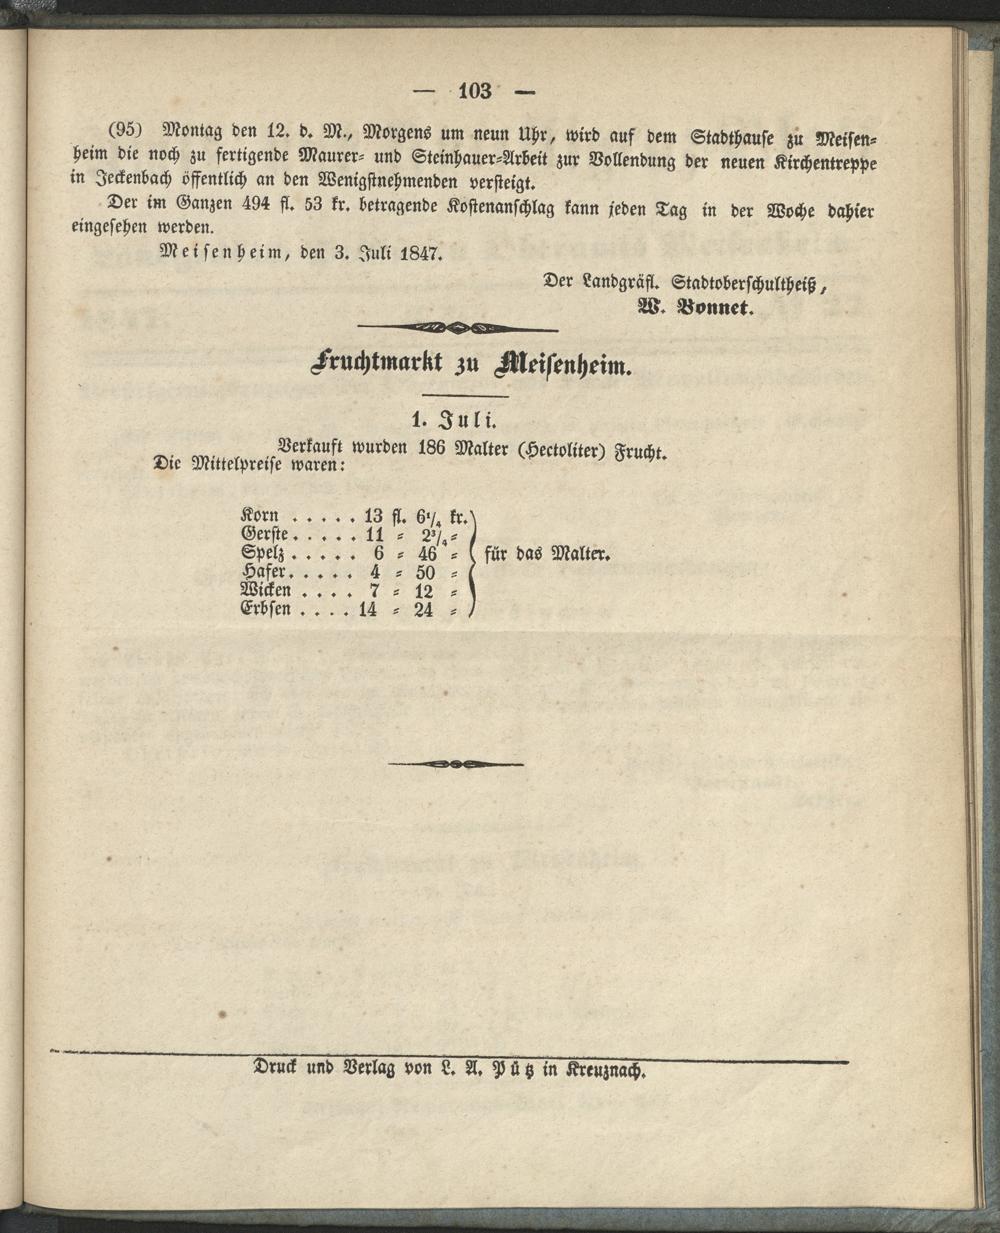 — 103 —
(95) Montag den 12. d. M., Morgens um neun Uhr, wird auf dem Stadthause zu Meisen=
heim die noch zu fertigende Maurer= und Steinhauer=Arbeit zur Vollendung der neuen Kirchentreppe
in Jeckenbach öffentlich an den Wenigstnehmenden versteigt.
Der im Ganzen 494 fl. 53 kr. betragende Kostenanschlag kann jeden Tag in der Woche dahier
eingesehen werden.
Meisenheim, den 3. Juli 1847.
Der Landgräfl. Stadtoberschultheiß,
W. Bonnet.
Fruchtmarkt zu Meisenheim.
1. Juli.
Verkauft wurden 186 Malter (Hectoliter) Frucht.
Die Mittelpreise waren:
Korn . . . . . 13 fl. 6¼ kr.
Gerste . . . . . 11 = 2¾ =
Spelz . . . . . 6 = 46 = für das Malter.
Hafer . . . . . 4 = 50 =
Wicken . . . . 7 = 12 =
Erbsen . . . . 14 = 24 =
Druck und Verlag von L. A. Pütz in Kreuznach.